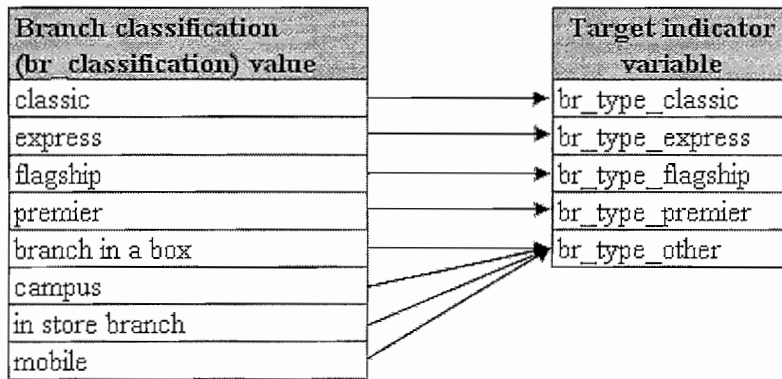 Branch classification
(br_classification) value
classic
express
flagship
premier
branch in a box
campus
in store branch
mobile
Target indicator
variable
br_type_classic
br_type_express
br_type_flagship
br_type_premier
br_type_other